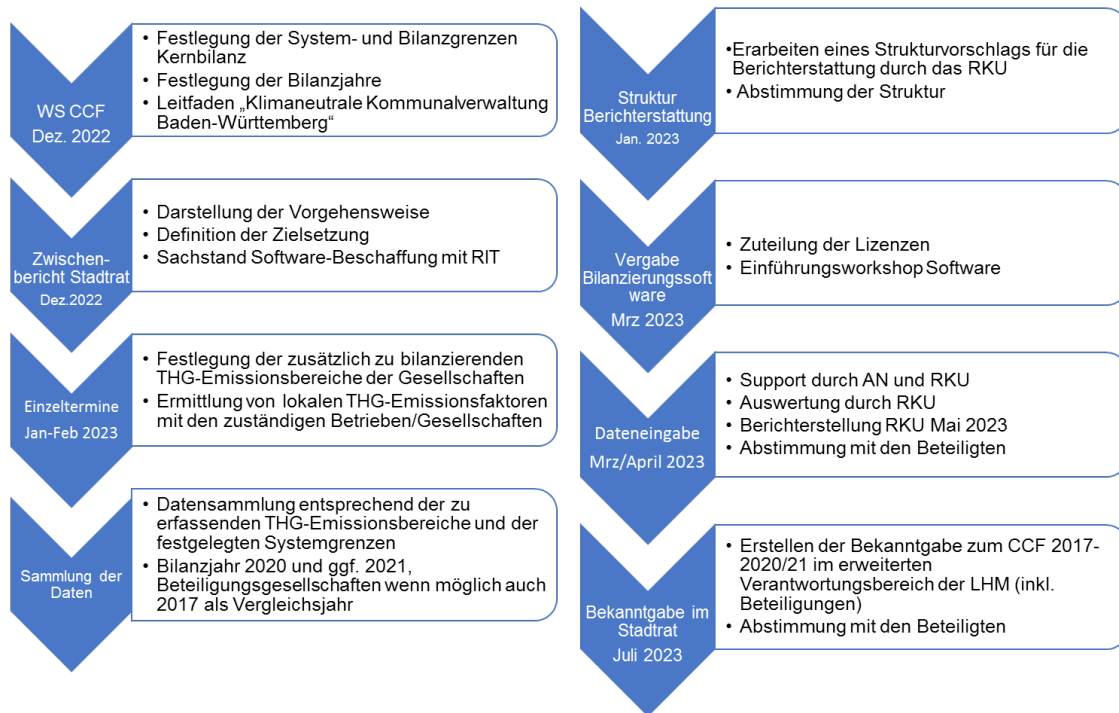 WS CCF
Dez. 2022
• Festlegung der System- und Bilanzgrenzen
Kernbilanz
• Festlegung der Bilanzjahre
• Leitfaden „Klimaneutrale Kommunalverwaltung
Baden-Württemberg“
Zwischen-
bericht Stadtrat
Dez.2022
• Darstellung der Vorgehensweise
• Definition der Zielsetzung
• Sachstand Software-Beschaffung mit RIT
Einzeltermine
Jan-Feb 2023
• Festlegung der zusätzlich zu bilanzierenden
THG-Emissionsbereiche der Gesellschaften
• Ermittlung von lokalen THG-Emissionsfaktoren
mit den zuständigen Betrieben/Gesellschaften
Sammlung der
Daten
• Datensammlung entsprechend der zu
erfassenden THG-Emissionsbereiche und der
festgelegten Systemgrenzen
• Bilanzjahr 2020 und ggf. 2021,
Beteiligungsgesellschaften wenn möglich auch
2017 als Vergleichsjahr
Struktur
Berichterstattung
Jan. 2023
•Erarbeiten eines Strukturvorschlags für die
Berichterstattung durch das RKU
• Abstimmung der Struktur
Vergabe
Bilanzierungssoft
ware
Mrz 2023
• Zuteilung der Lizenzen
• Einführungsworkshop Software
Dateneingabe
Mrz/April 2023
• Support durch AN und RKU
• Auswertung durch RKU
• Berichterstellung RKU Mai 2023
• Abstimmung mit den Beteiligten
Bekanntgabe im
Stadtrat
Juli 2023
• Erstellen der Bekanntgabe zum CCF 2017-
2020/21 im erweiterten
Verantwortungsbereich der LHM (inkl.
Beteiligungen)
• Abstimmung mit den Beteiligten